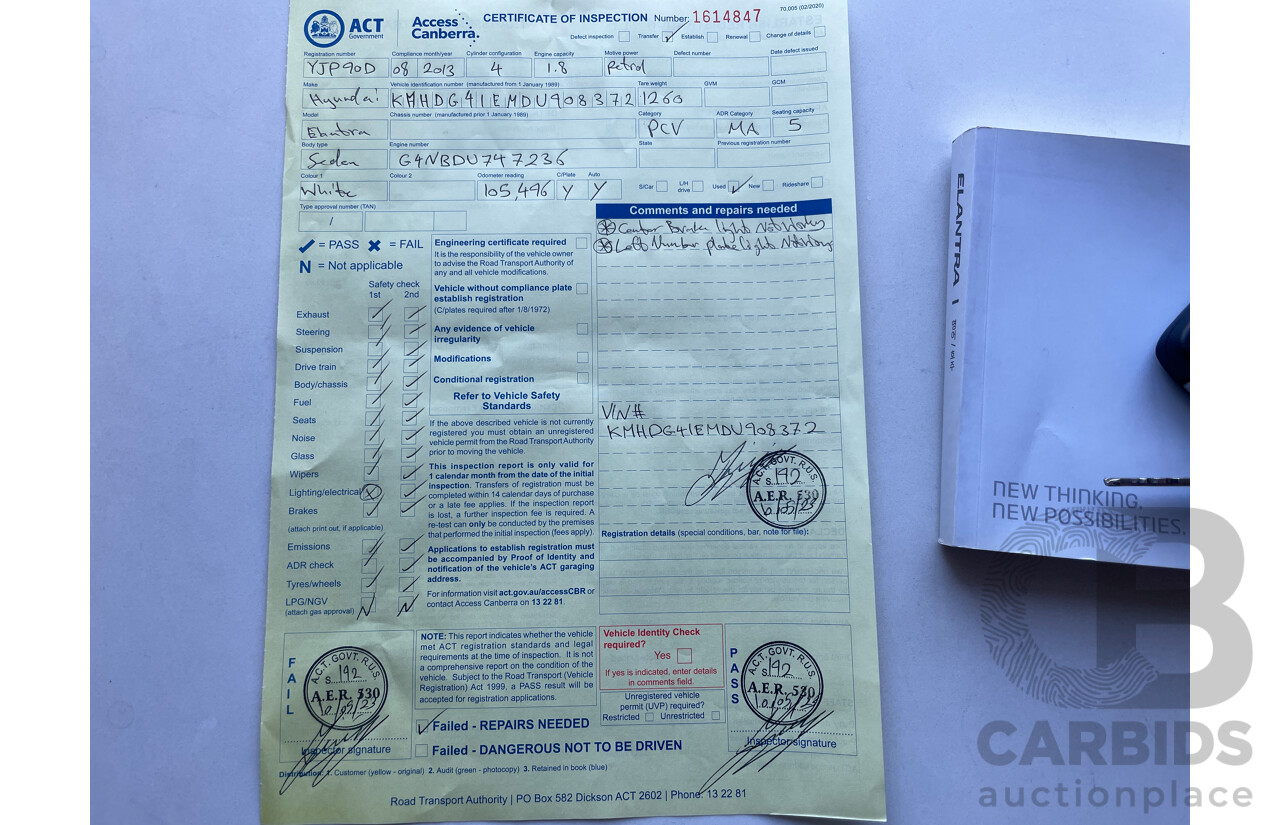 70.005 (02/2020)
ACT
Government
Access
Canberra.
CERTIFICATE OF INSPECTION Number: 1614847
Defect inspection Transfer Establish Renewal Change of details
Registration number Compliance month/year Cylinder configuration Engine capacity Motive power Defect number Date defect issued
YJP90D 08 2013 4 1.8 Petrol
Make Vehicle identification number (manufactured from 1 January 1989) Tare weight GVM GCM
Hyundai KMHDG41EMDU908372 1260
Model Chassis number (manufactured prior 1 January 1989) Category ADR Category Seating capacity
Elantra PCV MA 5
Body type Engine number State Previous registration number
Sedan G4NBDU747236
Colour 1 Colour 2 Odometer reading C/Plate Auto
White 105,496 Y Y
S/Car L/H drive Used New Rideshare
Type approval number (TAN)
/
✓ = PASS ✖ = FAIL
N = Not applicable
Safety check
1st 2nd
Exhaust
Steering
Suspension
Drive train
Body/chassis
Fuel
Seats
Noise
Glass
Wipers
Lighting/electrical
Brakes
(attach print out, if applicable)
Emissions
ADR check
Tyres/wheels
LPG/NGV
(attach gas approval) N N
Engineering certificate required
It is the responsibility of the vehicle owner
to advise the Road Transport Authority of
any and all vehicle modifications.
Vehicle without compliance plate
establish registration
(C/plates required after 1/8/1972)
Any evidence of vehicle
irregularity
Modifications
Conditional registration
Refer to Vehicle Safety
Standards
If the above described vehicle is not currently
registered you must obtain an unregistered
vehicle permit from the Road Transport Authority
prior to moving the vehicle.
This inspection report is only valid for
1 calendar month from the date of the initial
inspection. Transfers of registration must be
completed within 14 calendar days of purchase
or a late fee applies. If the inspection report
is lost, a further inspection fee is required. A
re-test can only be conducted by the premises
that performed the initial inspection (fees apply).
Applications to establish registration must
be accompanied by Proof of Identity and
notification of the vehicle's ACT garaging
address.
For information visit act.gov.au/accessCBR or
contact Access Canberra on 13 22 81.
Comments and repairs needed
Center Brake lights Not Working
Left Number plate lights Not Working
VIN#
KMHDG41EMDU908372
A.C.T. GOVT. R.U.S.
S. 192
A.E.R. 530
Registration details (special conditions, bar, note for file):
FAIL
A.C.T. GOVT. R.U.S.
S. 192
A.E.R. 530
Inspector signature
NOTE: This report indicates whether the vehicle
met ACT registration standards and legal
requirements at the time of inspection. It is not
a comprehensive report on the condition of the
vehicle. Subject to the Road Transport (Vehicle
Registration) Act 1999, a PASS result will be
accepted for registration applications.
Failed - REPAIRS NEEDED
Failed - DANGEROUS NOT TO BE DRIVEN
Vehicle Identity Check
required?
Yes
If yes is indicated, enter details
in comments field.
Unregistered vehicle
permit (UVP) required?
Restricted Unrestricted
PASS
A.C.T. GOVT. R.U.S.
S. 192
A.E.R. 530
Inspector signature
Distribution: 1. Customer (yellow - original) 2. Audit (green - photocopy) 3. Retained in book (blue)
Road Transport Authority | PO Box 582 Dickson ACT 2602 | Phone: 13 22 81
ELANTRA
NEW THINKING.
NEW POSSIBILITIES.
CB
CARBIDS
auctionplace